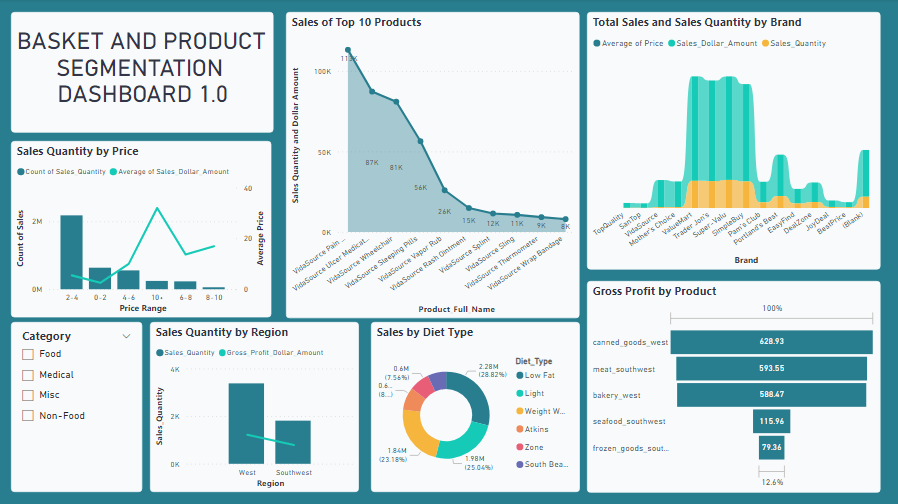 BASKET AND PRODUCT
SEGMENTATION
DASHBOARD 1.0
Sales Quantity by Price
Count of Sales_Quantity
Average of Sales_Dollar_Amount
Count of Sales
2M
0M
40
20
0
Average Price
2-4
0-2
4-6
10+
6-8
8-10
Price Range
Category
Food
Medical
Misc
Non-Food
Sales of Top 10 Products
Sales Quantity and Dollar Amount
100K
50K
0K
113K
87K
81K
56K
26K
15K
12K
11K
9K
8K
VidaSource Pain ...
VidaSource Ulcer Medicat...
VidaSource Wheelchair
VidaSource Sleeping Pills
VidaSource Vapor Rub
VidaSource Rash Ointment
VidaSource Splint
VidaSource Sling
VidaSource Thermometer
VidaSource Wrap Bandage
Product Full Name
Sales Quantity by Region
Sales_Quantity
Gross_Profit_Dollar_Amount
Sales_Quantity
4K
2K
0K
West
Southwest
Region
Sales by Diet Type
2.28M
(28.82%)
1.98M
(25.04%)
1.84M
(23.18%)
0.6...
(8....)
0.6M
(7.56%)
Diet_Type
Low Fat
Light
Weight W...
Atkins
Zone
South Bea...
Total Sales and Sales Quantity by Brand
Average of Price
Sales_Dollar_Amount
Sales_Quantity
TopQuality
SanTop
VidaSource
Mother's Choice
ValueMart
Trader Jon's
Super-Valu
SimpleBuy
Pam's Club
Portland's Best
EasyFind
DealZone
JoyDeal
BestPrice
(Blank)
Brand
Gross Profit by Product
100%
canned_goods_west
628.93
meat_southwest
593.55
bakery_west
588.47
seafood_southwest
115.96
frozen_goods_sout...
79.36
12.6%